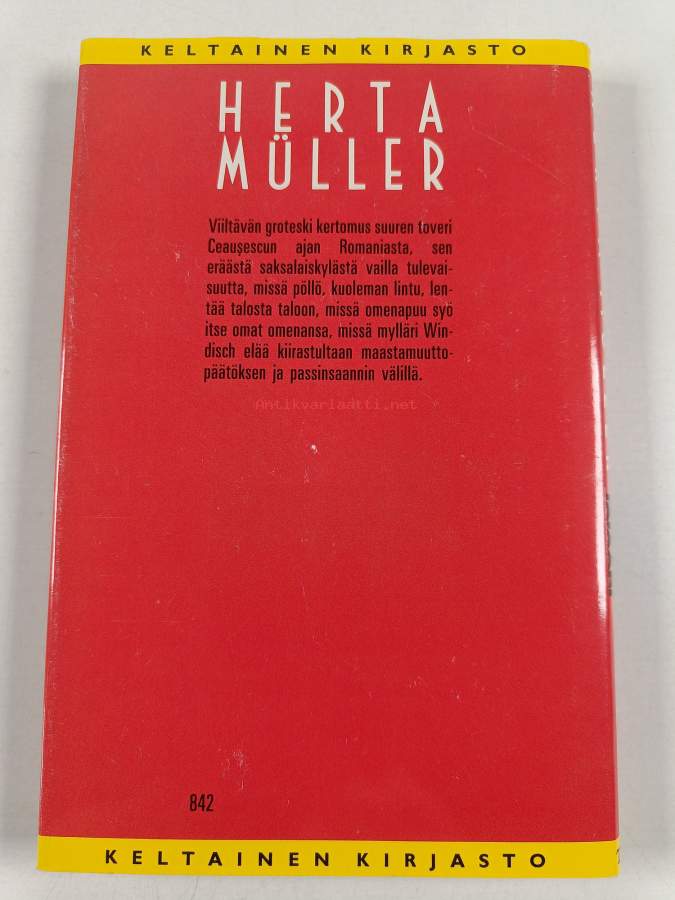 KELTAINEN KIRJASTO
HERTA
MÜLLER
Viiltävän groteski kertomus suuren toveri
Ceaușescun ajan Romaniasta, sen
eräästä saksalaiskylästä vailla tulevai-
suutta, missä pöllö, kuoleman lintu, len-
tää talosta taloon, missä omenapuu syö
itse omat omenansa, missä mylläri Win-
disch elää kiirastultaan maastamuutto-
päätöksen ja passinsaannin välillä.
Antikvariaatti.net
842
KELTAINEN KIRJASTO